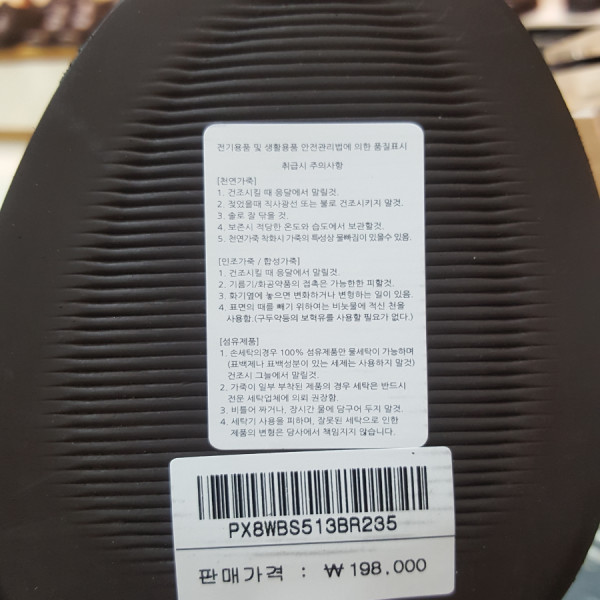 전기용품 및 생활용품 안전관리법에 의한 품질표시
취급시 주의사항
[천연가죽]
1. 건조시킬 때 응달에서 말릴것.
2. 젖었을때 직사광선 또는 불로 건조시키지 말것.
3. 솔로 잘 닦을 것.
4. 보존시 적당한 온도와 습도에서 보관할것.
5. 천연가죽 착화시 가죽의 특성상 물빠짐이 있을수 있음.
[인조가죽 / 합성가죽]
1. 건조시킬 때 응달에서 말릴것.
2. 기름기/화공약품의 접촉은 가능한한 피할것.
3. 화기옆에 놓으면 변화하거나 변형하는 일이 있음.
4. 표면의 때를 빼기 위하여는 비눗물에 적신 천을
사용함.(구두약등의 보혁유를 사용할 필요가 없다.)
[섬유제품]
1. 손세탁의경우 100% 섬유제품만 물세탁이 가능하며
(표백제나 표백성분이 있는 세제는 사용하지 말것)
건조시 그늘에서 말릴것.
2. 가죽이 일부 부착된 제품의 경우 세탁은 반드시
전문 세탁업체에 의뢰 권장함.
3. 비틀어 짜거나, 장시간 물에 담구어 두지 말것.
4. 세탁기 사용을 피하며, 잘못된 세탁으로 인한
제품의 변형은 당사에서 책임지지 않습니다.
PX8WBS513BR235
판매가격 : ₩ 198,000